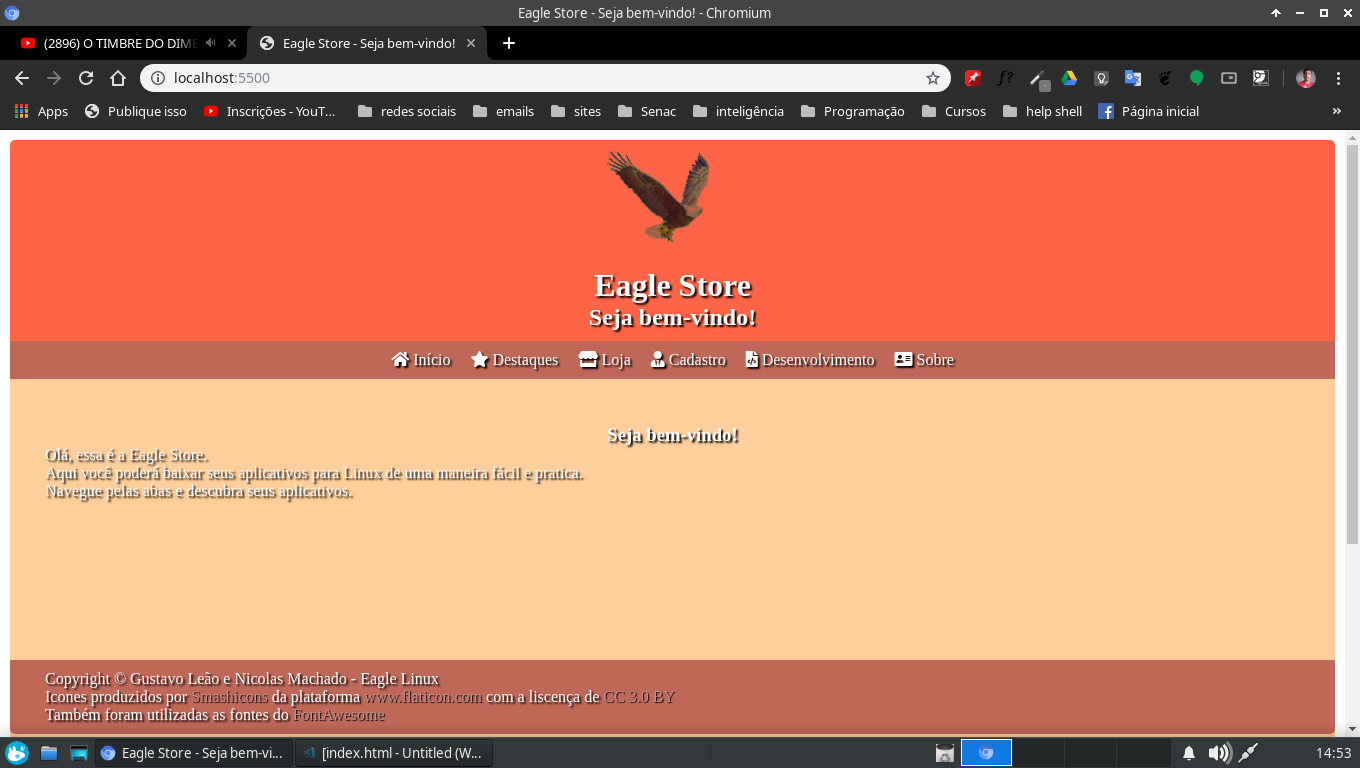 Eagle Store - Seja bem-vindo! - Chromium
(2896) O TIMBRE DO DIME
Eagle Store - Seja bem-vindo!
localhost:5500
Apps Publique isso Inscrições - YouT... redes sociais emails sites Senac inteligência Programação Cursos help shell Página inicial »
Eagle Store
Seja bem-vindo!
Início Destaques Loja Cadastro Desenvolvimento Sobre
Seja bem-vindo!
Olá, essa é a Eagle Store.
Aqui você poderá baixar seus aplicativos para Linux de uma maneira fácil e pratica.
Navegue pelas abas e descubra seus aplicativos.
Copyright © Gustavo Leão e Nicolas Machado - Eagle Linux
Icones produzidos por Smashicons da plataforma www.flaticon.com com a liscença de CC 3.0 BY
Também foram utilizadas as fontes do FontAwesome
Eagle Store - Seja bem-vi... [index.html - Untitled (W... 14:53